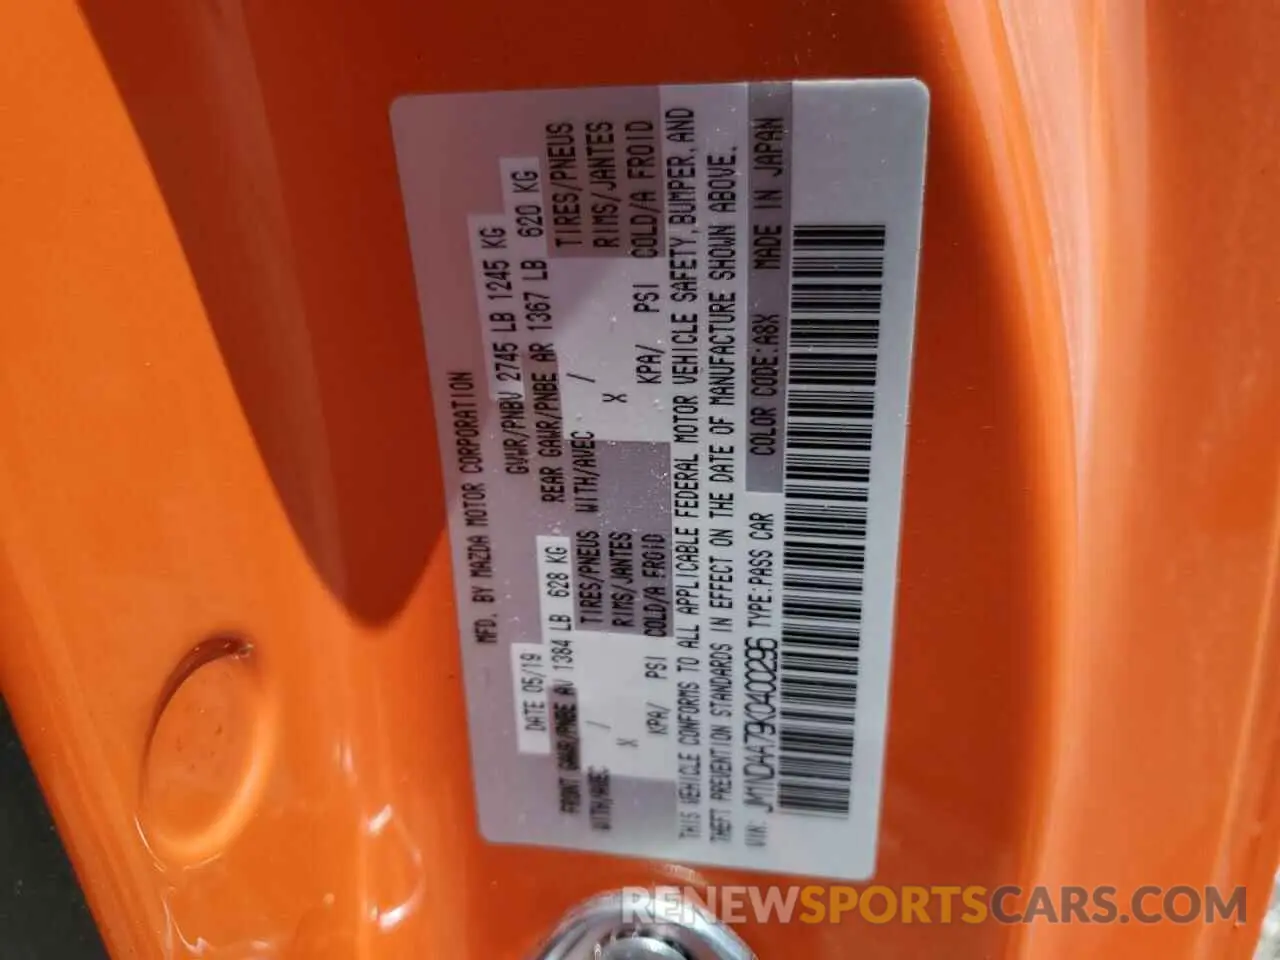 MFD. BY MAZDA MOTOR CORPORATION
DATE 05/19 GVWR/PNBV 2745 LB 1245 KG
FRONT GAWR/PNBE AV 1384 LB 628 KG REAR GAWR/PNBE AR 1367 LB 620 KG
WITH/AVEC / TIRES/PNEUS WITH/AVEC / TIRES/PNEUS
X RIMS/JANTES X RIMS/JANTES
KPA/ PSI COLD/A FROID KPA/ PSI COLD/A FROID
THIS VEHICLE CONFORMS TO ALL APPLICABLE FEDERAL MOTOR VEHICLE SAFETY, BUMPER, AND
THEFT PREVENTION STANDARDS IN EFFECT ON THE DATE OF MANUFACTURE SHOWN ABOVE.
VIN: JM1NDAA79K0400296 TYPE:PASS CAR COLOR CODE:A8X MADE IN JAPAN
RENEWSPORTSCARS.COM